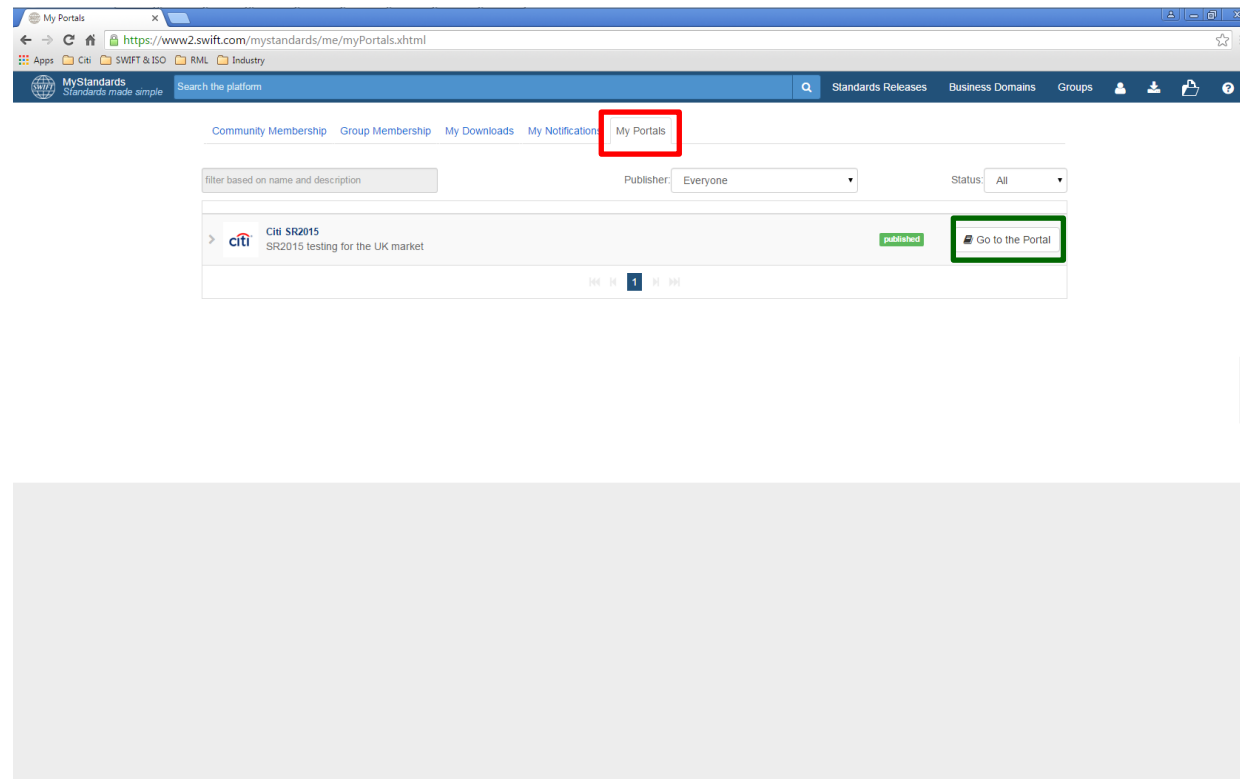 My Portals
https://www2.swift.com/mystandards/me/myPortals.xhtml
Apps Citi SWIFT & ISO RML Industry
SWIFT MyStandards Search the platform Standards Releases Business Domains Groups ?
Standards made simple
Community Membership Group Membership My Downloads My Notifications My Portals
filter based on name and description Publisher: Everyone Status: All
Citi SR2015
citi SR2015 testing for the UK market published Go to the Portal
1